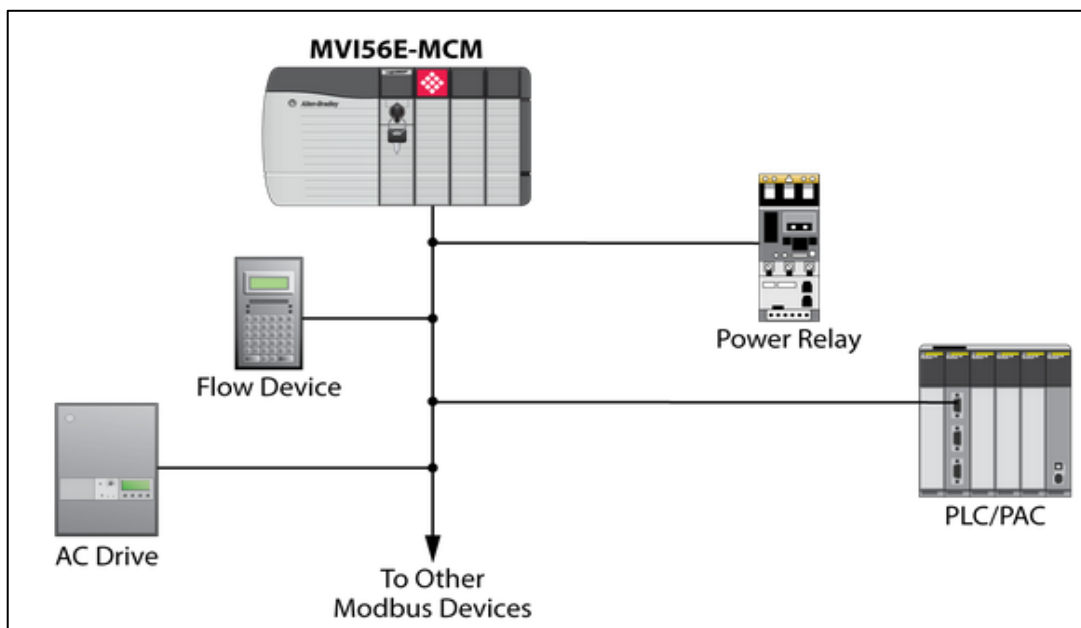 MVI56E-MCM
Allen-Bradley
Power Relay
Flow Device
PLC/PAC
AC Drive
To Other
Modbus Devices